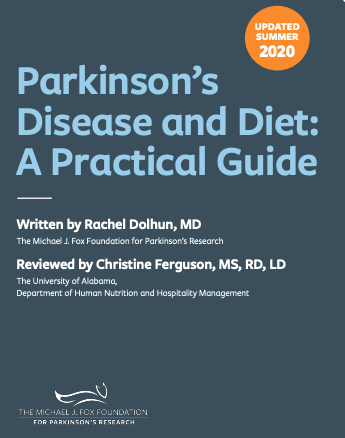 UPDATED
SUMMER
2020
Parkinson's
Disease and Diet:
A Practical Guide
Written by Rachel Dolhun, MD
The Michael J. Fox Foundation for Parkinson's Research
Reviewed by Christine Ferguson, MS, RD, LD
The University of Alabama,
Department of Human Nutrition and Hospitality Management
THE MICHAEL J. FOX FOUNDATION
FOR PARKINSON'S RESEARCH